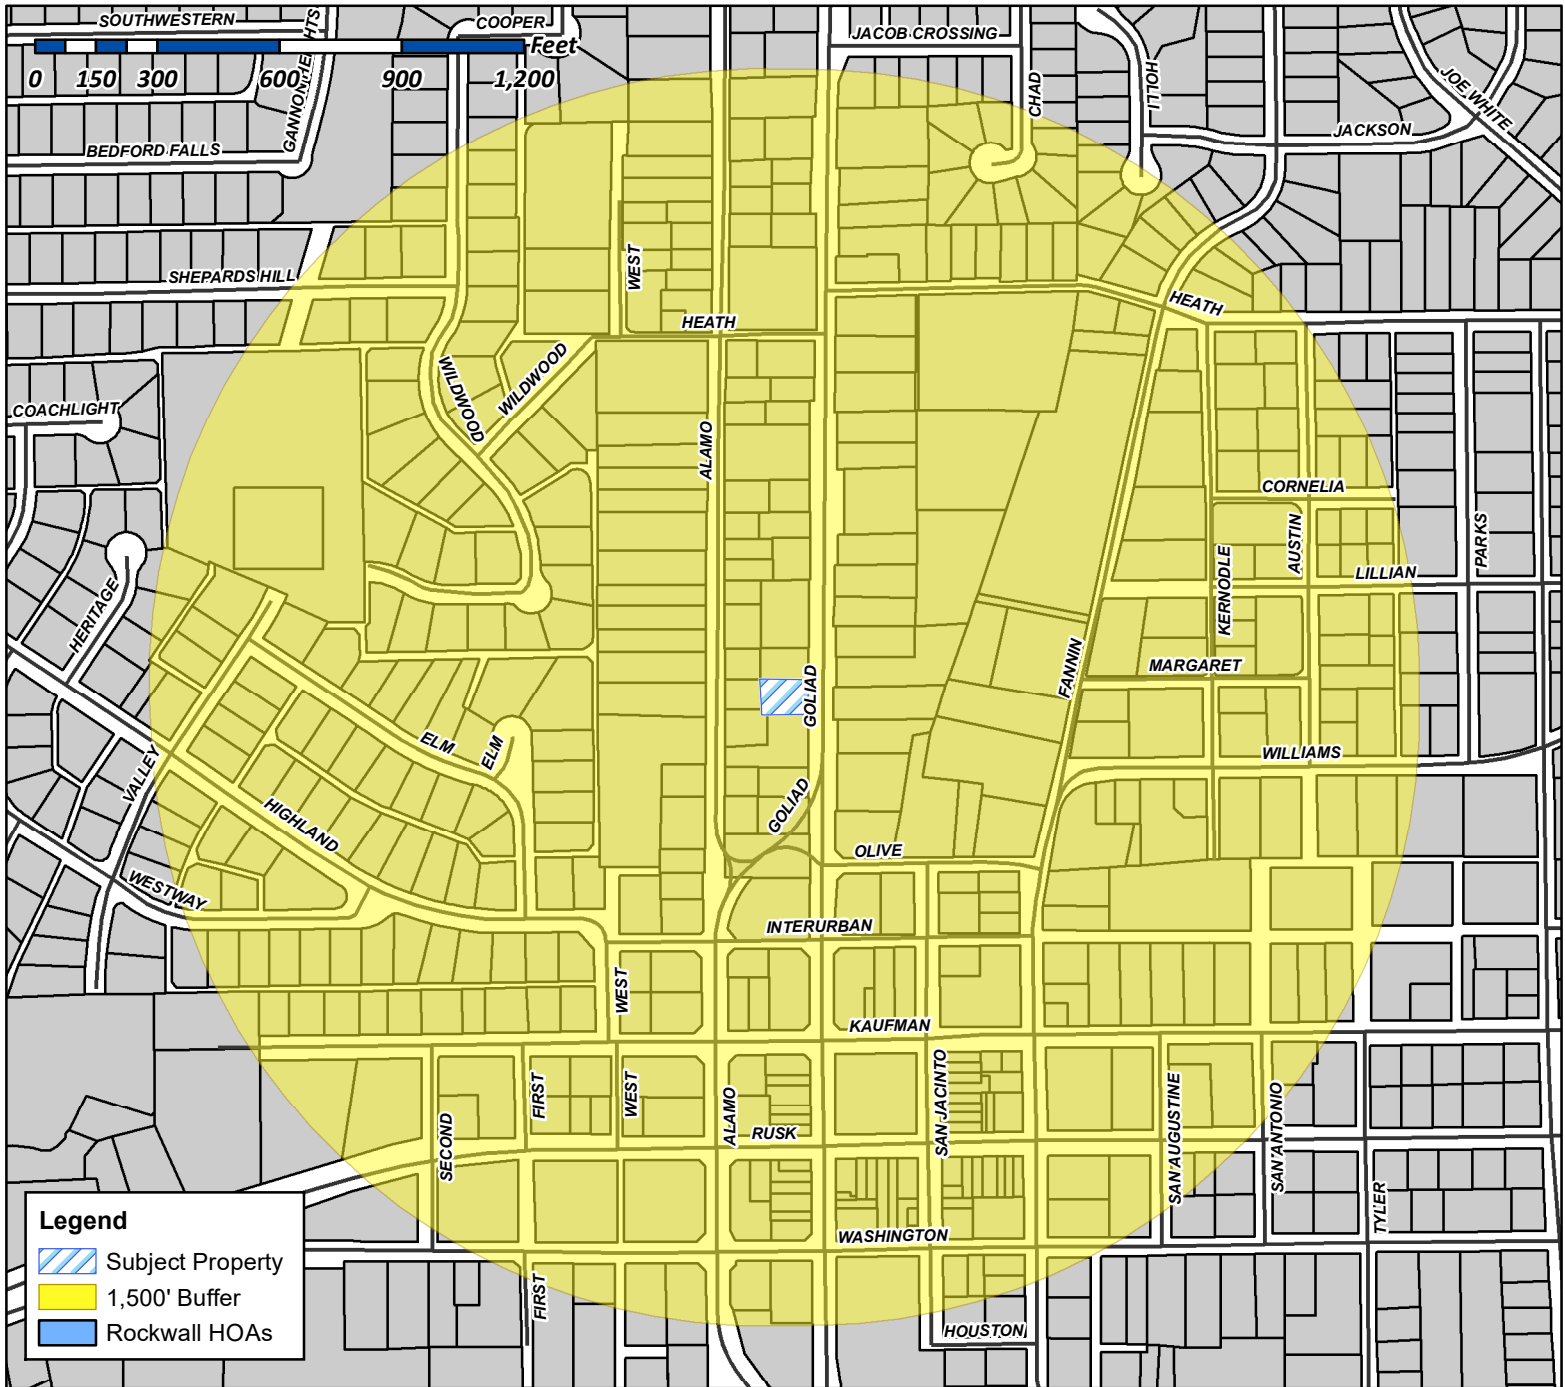 SOUTHWESTERN
COOPER
JACOB CROSSING
Feet
0 150 300 600 900 1,200
GANNON HEIGHTS
CHAD
HOLLI
JOE WHITE
JACKSON
BEDFORD FALLS
WEST
SHEPARDS HILL
HEATH
HEATH
WILDWOOD
WILDWOOD
COACHLIGHT
ALAMO
CORNELIA
AUSTIN
PARKS
KERNODLE
LILLIAN
HERITAGE
MARGARET
FANNIN
GOLIAD
ELM
ELM
WILLIAMS
VALLEY
GOLIAD
HIGHLAND
OLIVE
WESTWAY
INTERURBAN
WEST
KAUFMAN
FIRST
WEST
ALAMO
SAN JACINTO
SAN AUGUSTINE
SAN ANTONIO
SECOND
RUSK
TYLER
WASHINGTON
FIRST
HOUSTON
Legend
Subject Property
1,500' Buffer
Rockwall HOAs